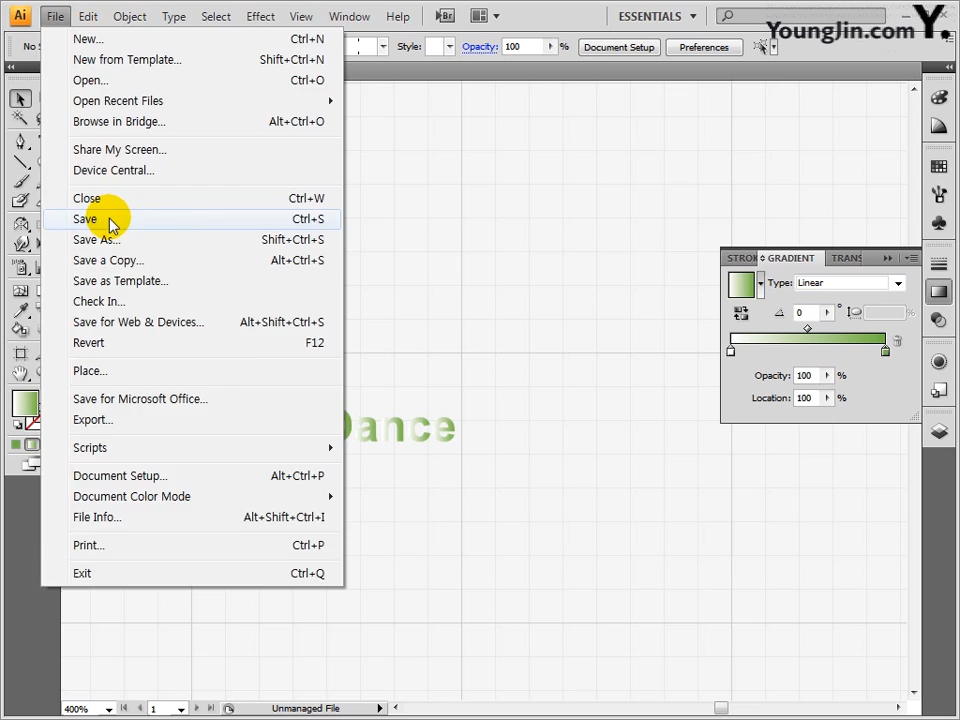 Ai File Edit Object Type Select Effect View Window Help Br ESSENTIALS
YoungJin.com Y.
No S Style: Opacity: 100 % Document Setup Preferences
New... Ctrl+N
New from Template... Shift+Ctrl+N
Open... Ctrl+O
Open Recent Files
Browse in Bridge... Alt+Ctrl+O
Share My Screen...
Device Central...
Close Ctrl+W
Save Ctrl+S
Save As... Shift+Ctrl+S
Save a Copy... Alt+Ctrl+S
Save as Template...
Check In...
Save for Web & Devices... Alt+Shift+Ctrl+S
Revert F12
Place...
Save for Microsoft Office...
Export...
Scripts
Document Setup... Alt+Ctrl+P
Document Color Mode
File Info... Alt+Shift+Ctrl+I
Print... Ctrl+P
Exit Ctrl+Q
Dance
STROK GRADIENT TRANS
Type: Linear
0 ° %
Opacity: 100 %
Location: 100 %
400% 1 Unmanaged File